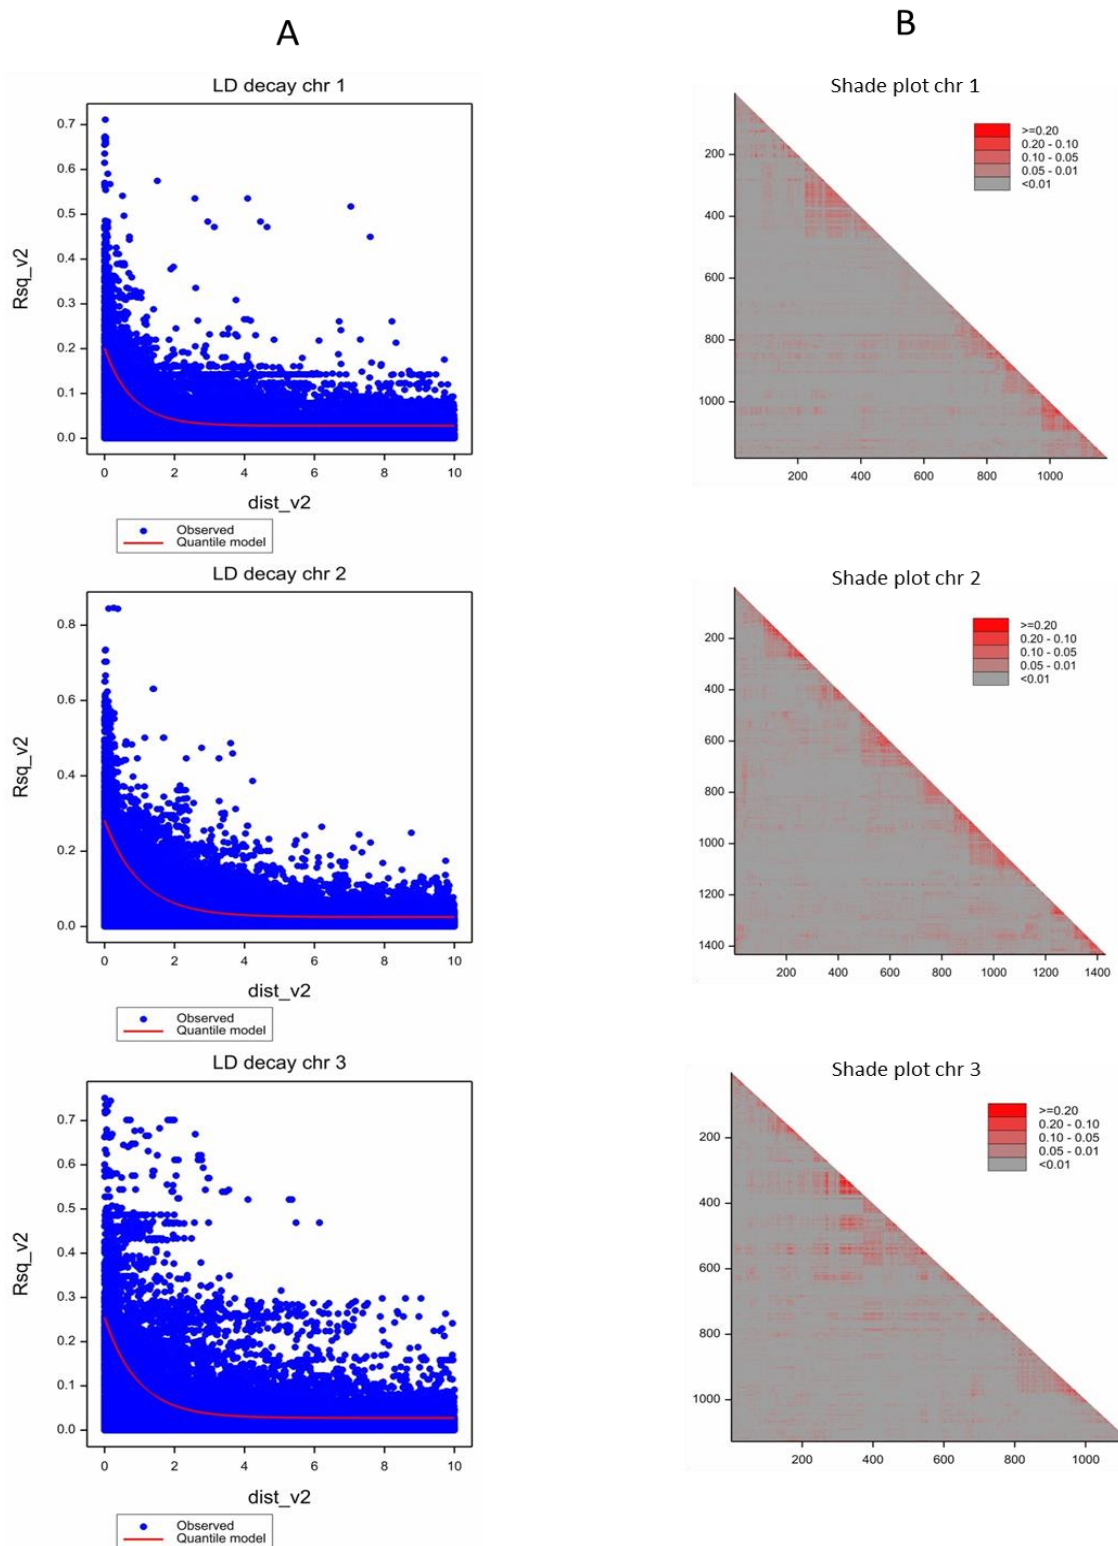 A
B
LD decay chr 1
Rsq_v2
0.7
0.6
0.5
0.4
0.3
0.2
0.1
0.0
0 2 4 6 8 10
dist_v2
Observed
Quantile model
Shade plot chr 1
>=0.20
0.20 - 0.10
0.10 - 0.05
0.05 - 0.01
<0.01
200
400
600
800
1000
200 400 600 800 1000
LD decay chr 2
Rsq_v2
0.8
0.6
0.4
0.2
0.0
0 2 4 6 8 10
dist_v2
Observed
Quantile model
Shade plot chr 2
>=0.20
0.20 - 0.10
0.10 - 0.05
0.05 - 0.01
<0.01
200
400
600
800
1000
1200
1400
200 400 600 800 1000 1200 1400
LD decay chr 3
Rsq_v2
0.7
0.6
0.5
0.4
0.3
0.2
0.1
0.0
0 2 4 6 8 10
dist_v2
Observed
Quantile model
Shade plot chr 3
>=0.20
0.20 - 0.10
0.10 - 0.05
0.05 - 0.01
<0.01
200
400
600
800
1000
200 400 600 800 1000